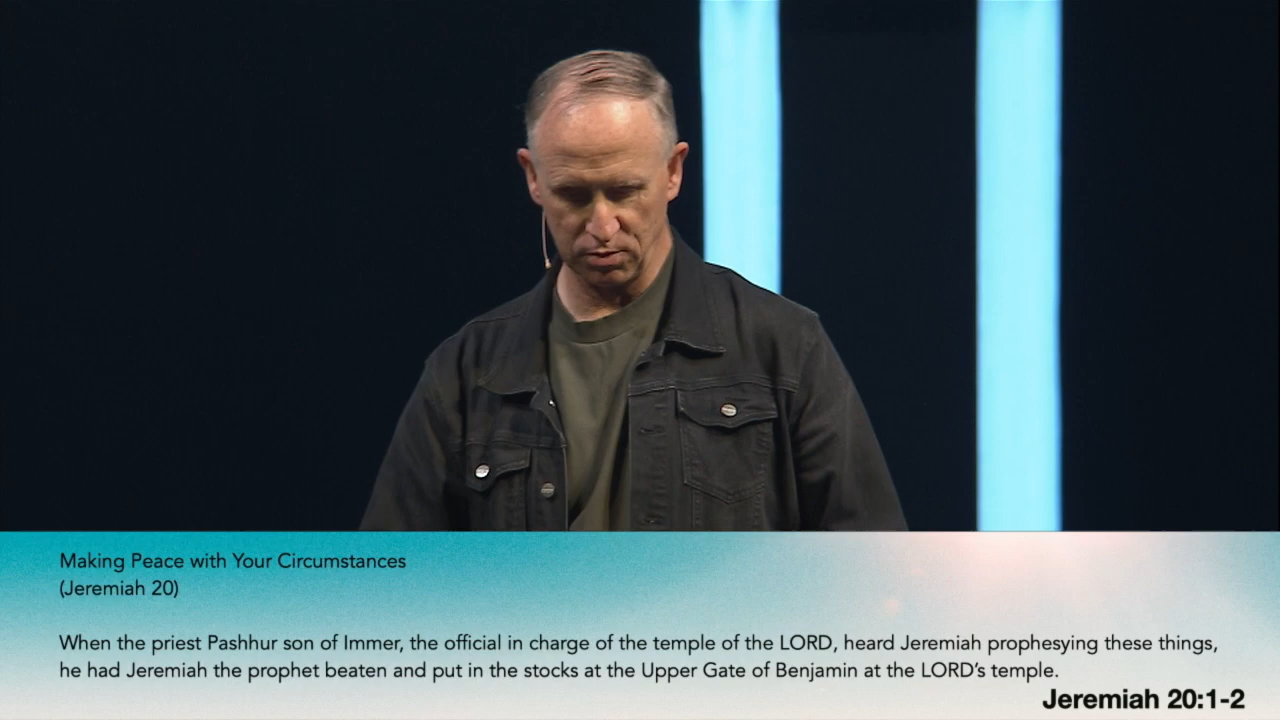 Making Peace with Your Circumstances
(Jeremiah 20)
When the priest Pashhur son of Immer, the official in charge of the temple of the LORD, heard Jeremiah prophesying these things,
he had Jeremiah the prophet beaten and put in the stocks at the Upper Gate of Benjamin at the LORD’s temple.
Jeremiah 20:1-2